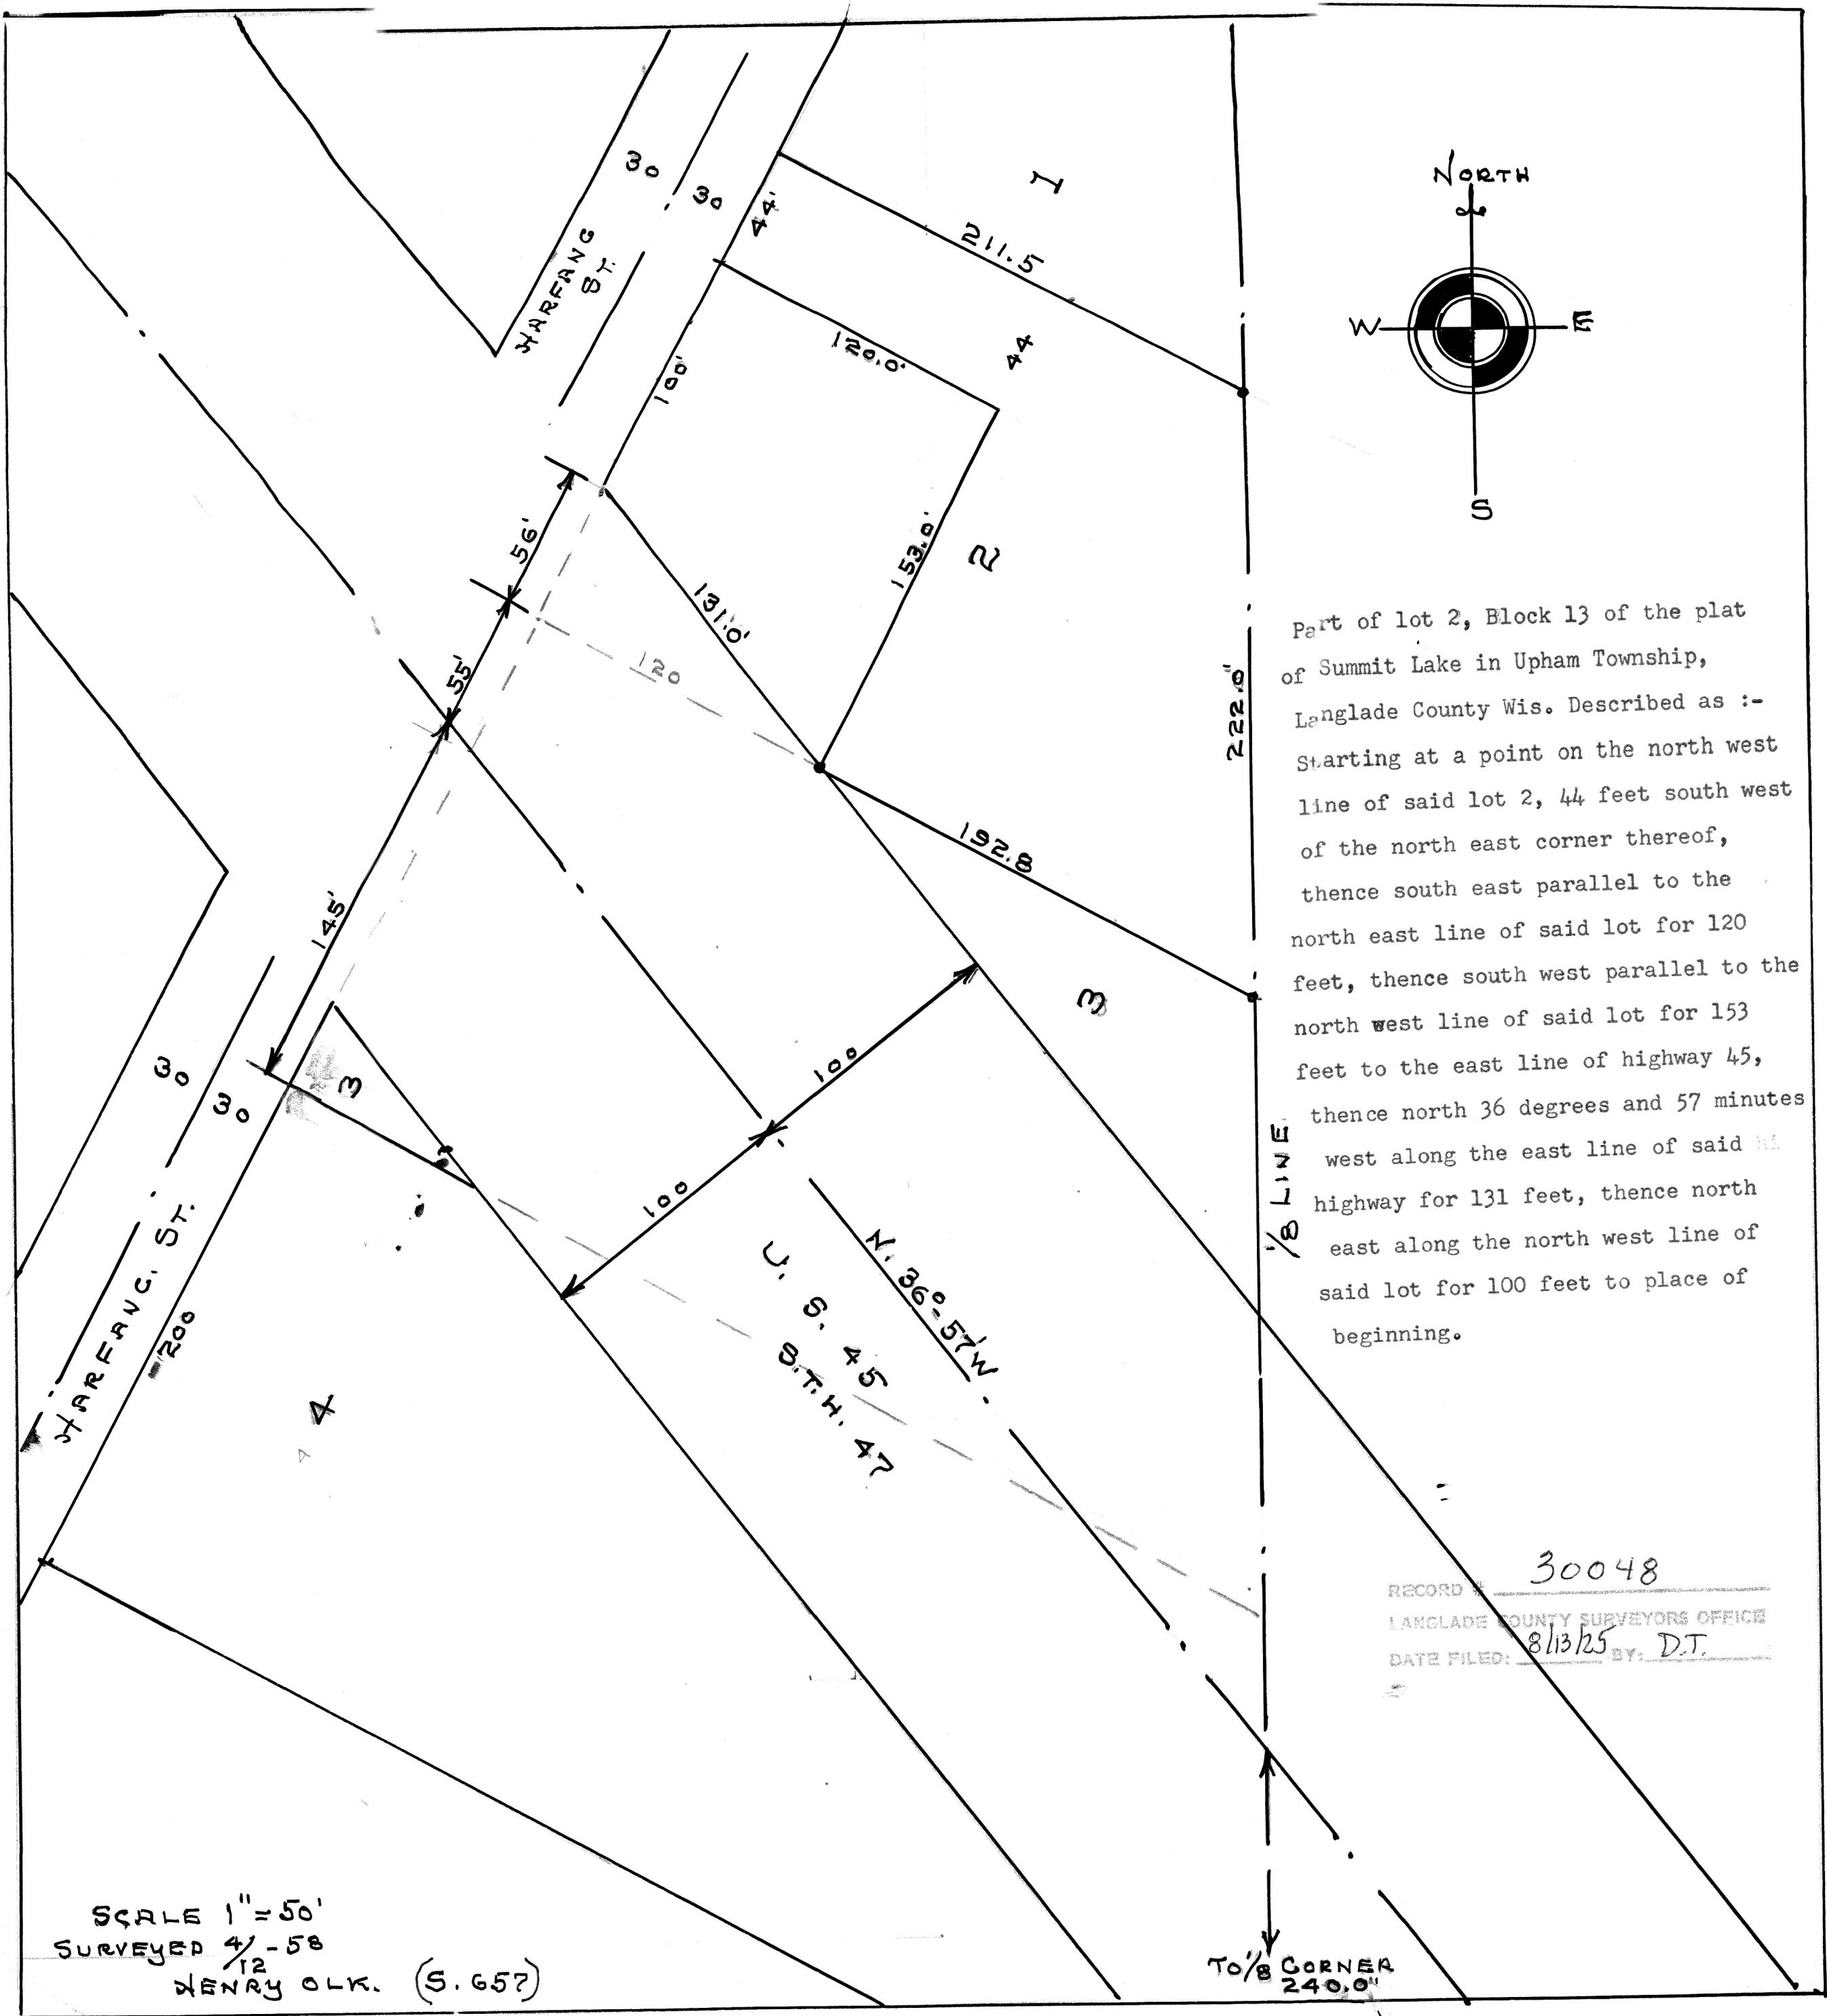 NORTH
W
E
S
30
30
HARFANG
ST.
44'
1
211.5
44
120.0'
100'
56'
153.0'
2
131.0'
55'
120
222.0'
192.8
145'
3
3
30
30
100
100
1/8 LINE
HARFANG. ST.
200
U. S. 45
S.T.H. 47
N. 36°-57'W
4
4
Part of lot 2, Block 13 of the plat
of Summit Lake in Upham Township,
Langlade County Wis. Described as :-
Starting at a point on the north west
line of said lot 2, 44 feet south west
of the north east corner thereof,
thence south east parallel to the
north east line of said lot for 120
feet, thence south west parallel to the
north west line of said lot for 153
feet to the east line of highway 45,
thence north 36 degrees and 57 minutes
west along the east line of said hi
highway for 131 feet, thence north
east along the north west line of
said lot for 100 feet to place of
beginning.
RECORD # 30048
LANGLADE COUNTY SURVEYORS OFFICE
DATE FILED: 8/13/25 BY: D.T.
TO 1/8 CORNER
240.0"
SCALE 1"=50'
SURVEYED 4/12-58
HENRY OLK. (S.657)